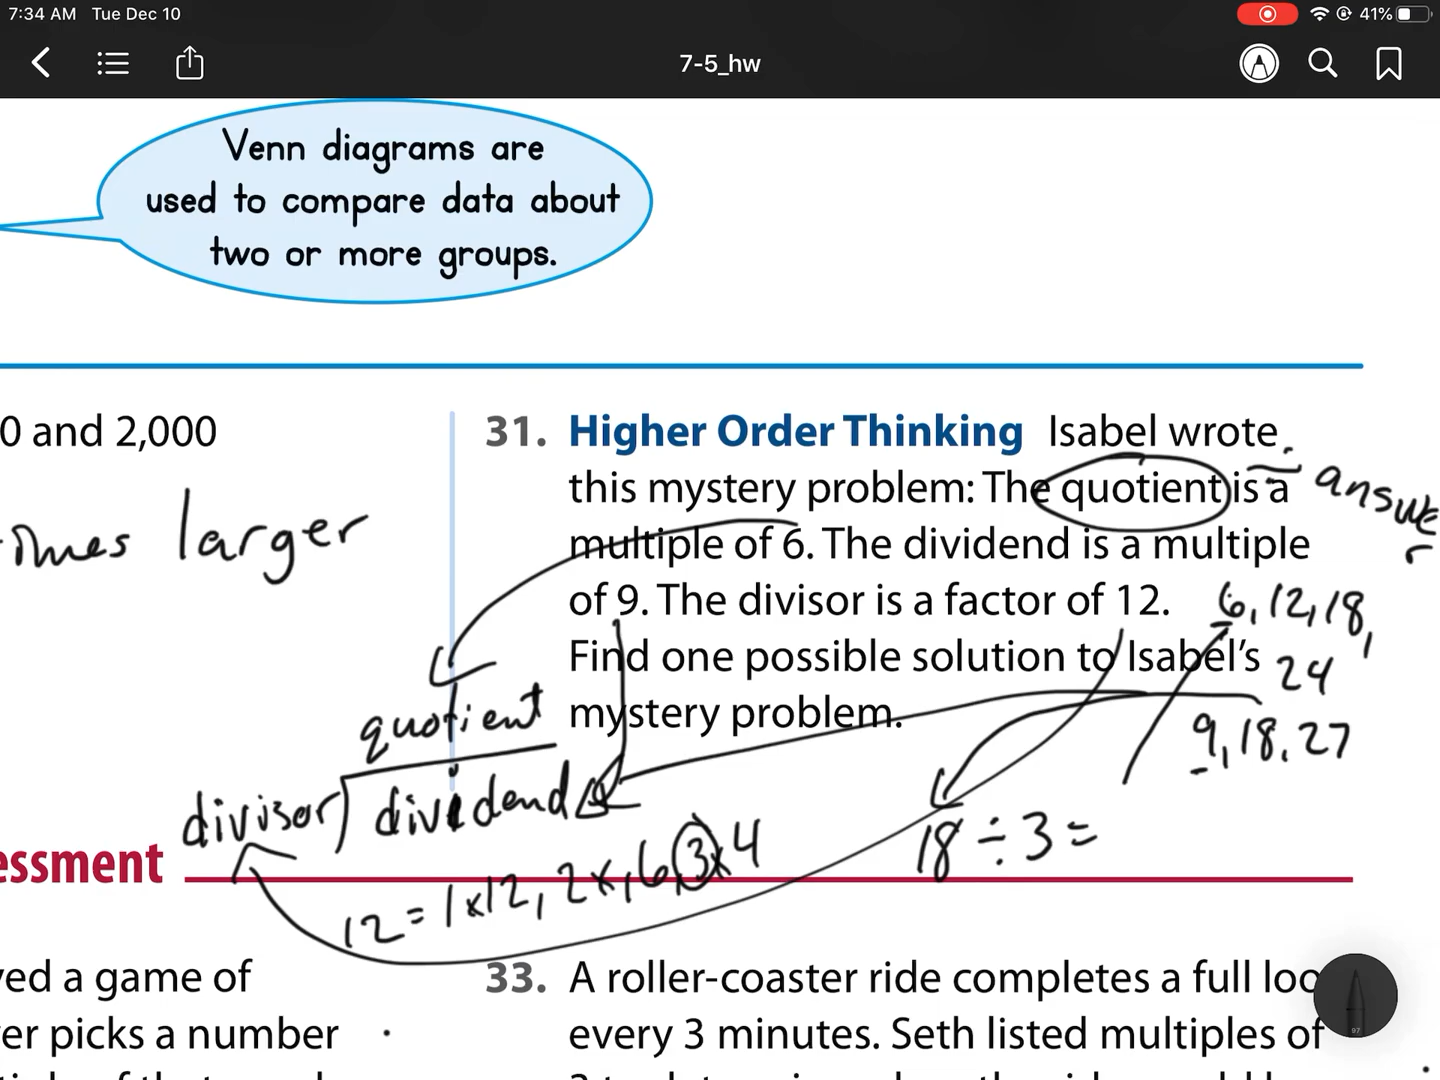 7:34 AM Tue Dec 10
41%
7-5_hw
Venn diagrams are
used to compare data about
two or more groups.
0 and 2,000
times larger
31. Higher Order Thinking Isabel wrote
this mystery problem: The quotient is a
multiple of 6. The dividend is a multiple
of 9. The divisor is a factor of 12.
Find one possible solution to Isabel's
mystery problem.
÷ answer
6, 12, 18,
24
9, 18, 27
quotient
divisor) dividend
12 = 1x12, 2x, 6, 3x4
18 ÷ 3 =
essment
ved a game of
er picks a number
33. A roller-coaster ride completes a full loo
every 3 minutes. Seth listed multiples of
97